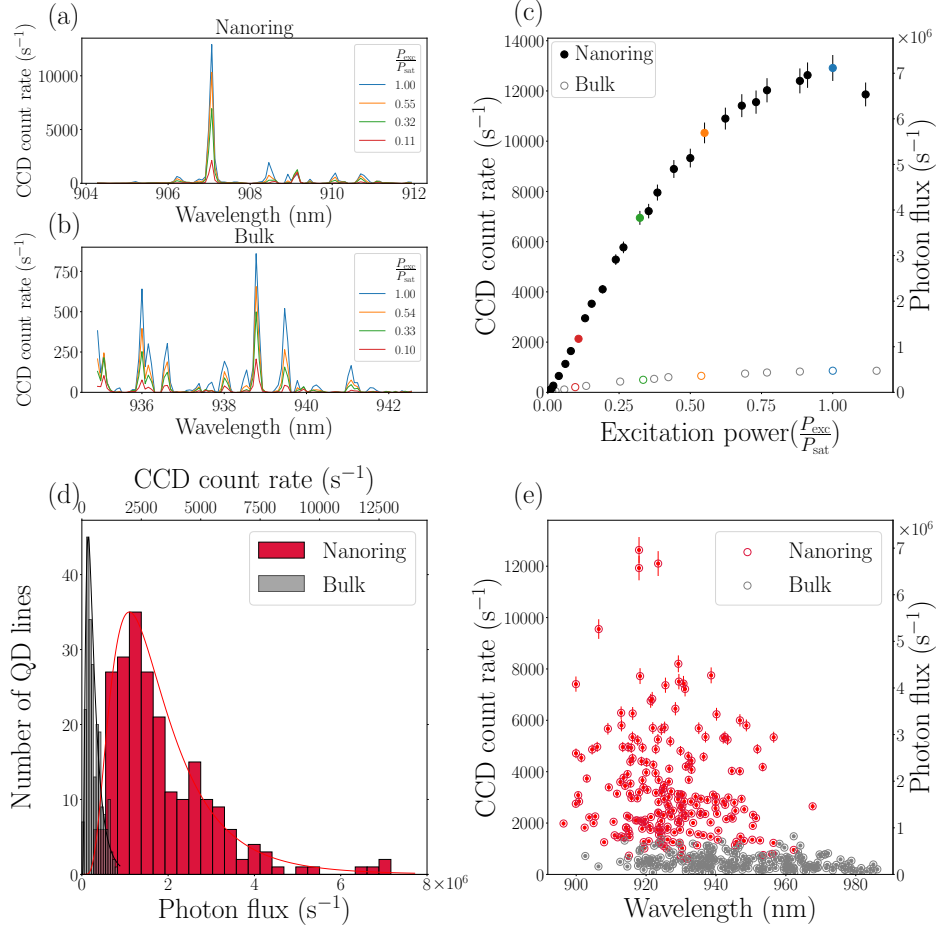 (a)
Nanoring
CCD count rate (s⁻¹)
10000
5000
0
904
906
908
910
912
Wavelength (nm)
P_exc
P_sat
1.00
0.55
0.32
0.11
(b)
Bulk
CCD count rate (s⁻¹)
750
500
250
0
936
938
940
942
Wavelength (nm)
P_exc
P_sat
1.00
0.54
0.33
0.10
(c)
×10⁶
Nanoring
Bulk
CCD count rate
(s⁻¹)
14000
12000
10000
8000
6000
4000
2000
0
0.00
0.25
0.50
0.75
1.00
Excitation power(P_exc/P_sat)
7
6
5
4
3
2
1
0
Photon flux
(s⁻¹)
(d)
CCD count rate (s⁻¹)
0
2500
5000
7500
10000
12500
Nanoring
Bulk
Number of QD lines
40
30
20
10
0
0
2
4
6
8
×10⁶
Photon flux (s⁻¹)
(e)
×10⁶
Nanoring
Bulk
CCD count rate
(s⁻¹)
12000
10000
8000
6000
4000
2000
0
900
920
940
960
980
Wavelength (nm)
7
6
5
4
3
2
1
0
Photon flux
(s⁻¹)